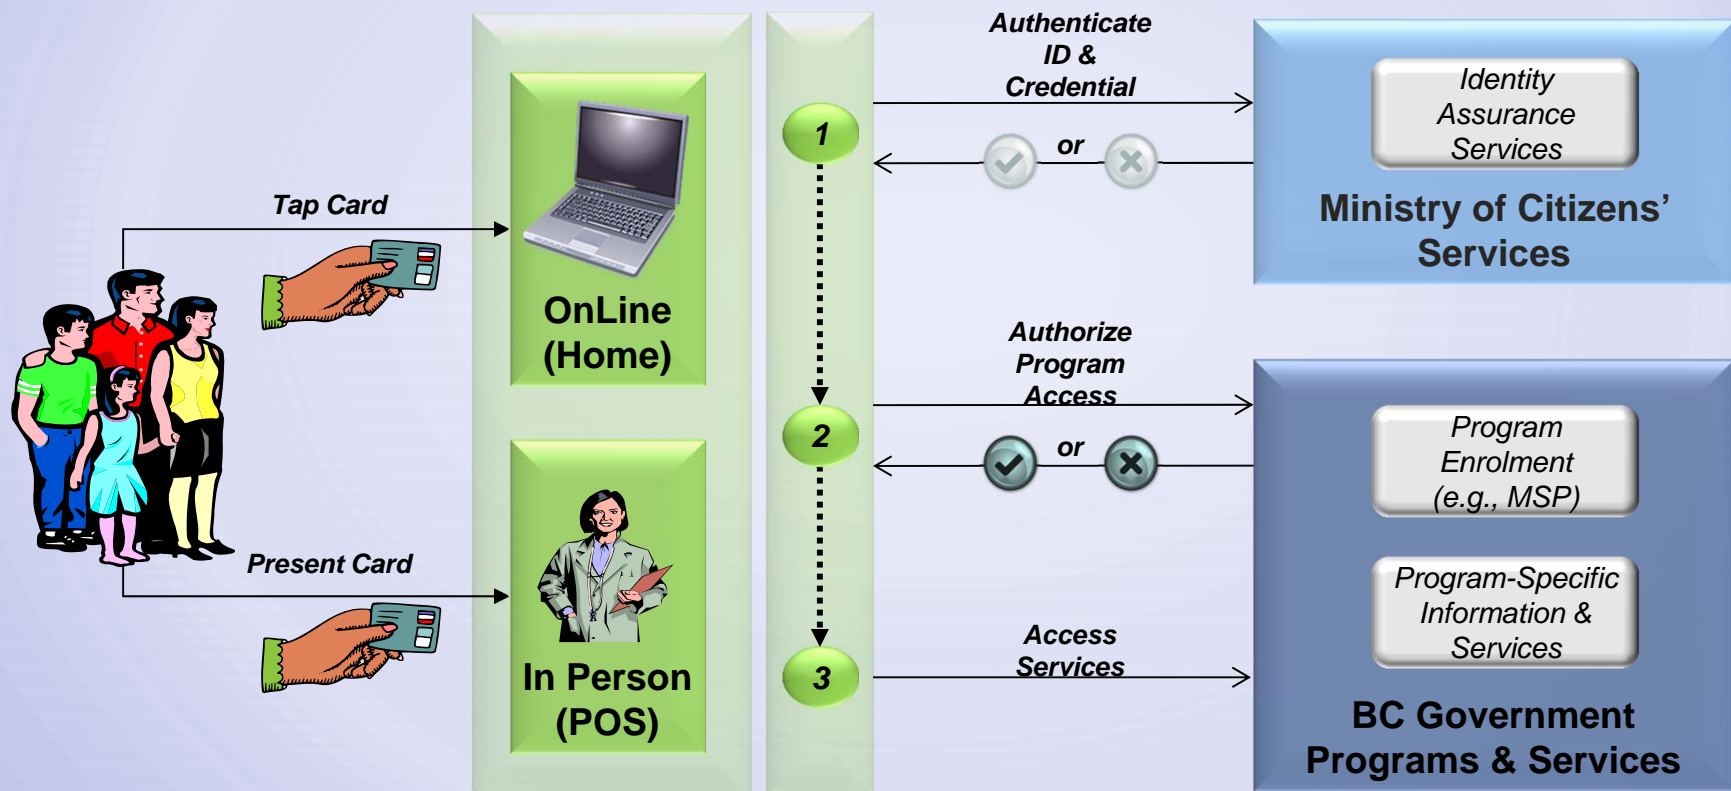 Tap Card
Present Card
OnLine
(Home)
In Person
(POS)
1
2
3
Authenticate
ID &
Credential
or
Authorize
Program
Access
or
Access
Services
Identity
Assurance
Services
Ministry of Citizens’
Services
Program
Enrolment
(e.g., MSP)
Program-Specific
Information &
Services
BC Government
Programs & Services